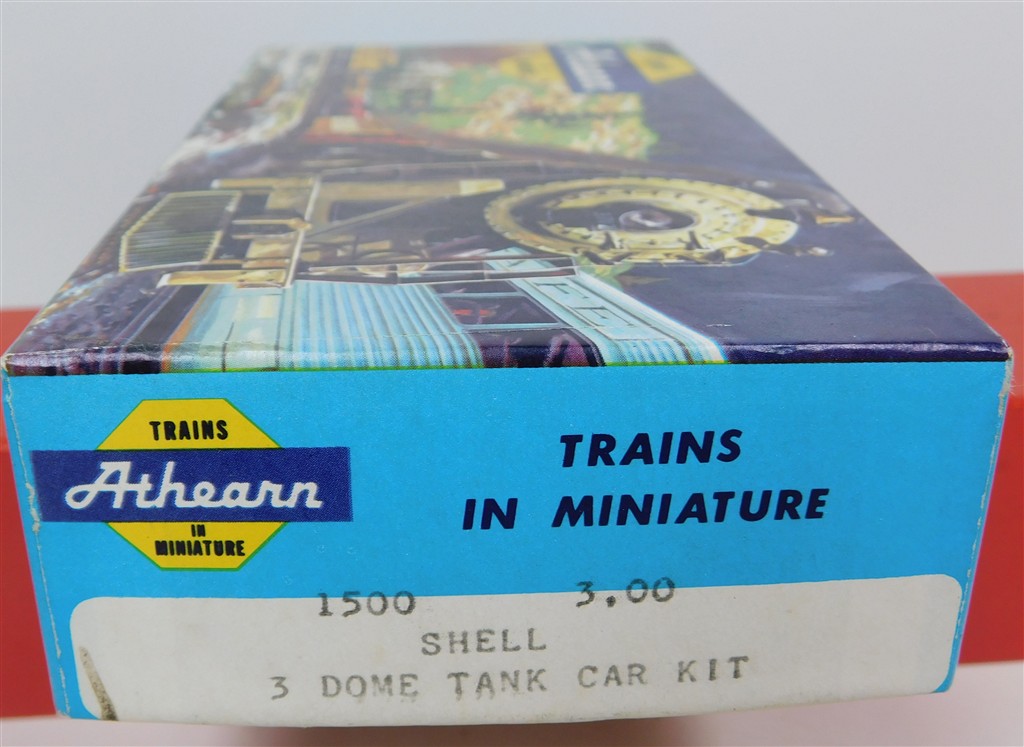 TRAINS
Athearn
IN
MINIATURE
TRAINS
IN MINIATURE
1500 3.00
SHELL
3 DOME TANK CAR KIT